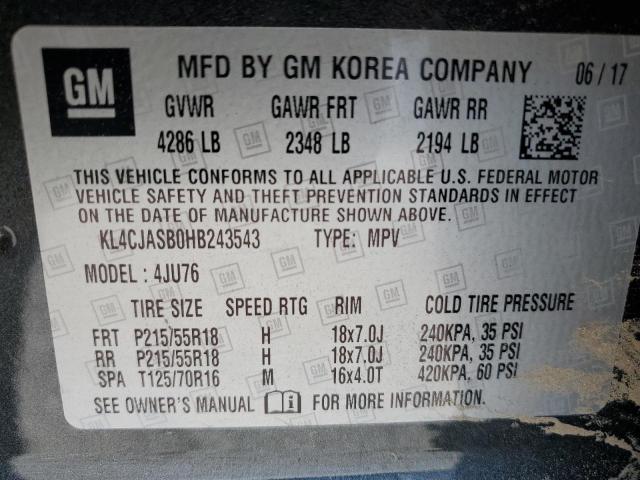 GM MFD BY GM KOREA COMPANY 06/17
GVWR GAWR FRT GAWR RR
4286 LB 2348 LB 2194 LB
THIS VEHICLE CONFORMS TO ALL APPLICABLE U.S. FEDERAL MOTOR
VEHICLE SAFETY AND THEFT PREVENTION STANDARDS IN EFFECT
ON THE DATE OF MANUFACTURE SHOWN ABOVE.
KL4CJASB0HB243543 TYPE: MPV
MODEL: 4JU76
TIRE SIZE SPEED RTG RIM COLD TIRE PRESSURE
FRT P215/55R18 H 18x7.0J 240KPA, 35 PSI
RR P215/55R18 H 18x7.0J 240KPA, 35 PSI
SPA T125/70R16 M 16x4.0T 420KPA, 60 PSI
SEE OWNER'S MANUAL i FOR MORE INFORMATION.